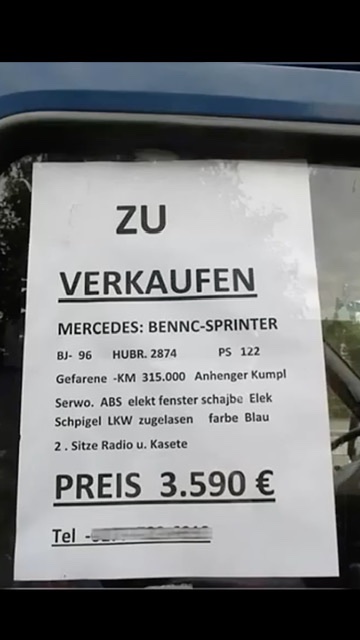 ZU
VERKAUFEN
MERCEDES: BENNC-SPRINTER
BJ- 96 HUBR. 2874 PS 122
Gefarene -KM 315.000 Anhenger Kumpl
Serwo. ABS elekt fenster schajbe Elek
Schpigel LKW zugelasen farbe Blau
2 . Sitze Radio u. Kasete
PREIS 3.590 €
Tel -